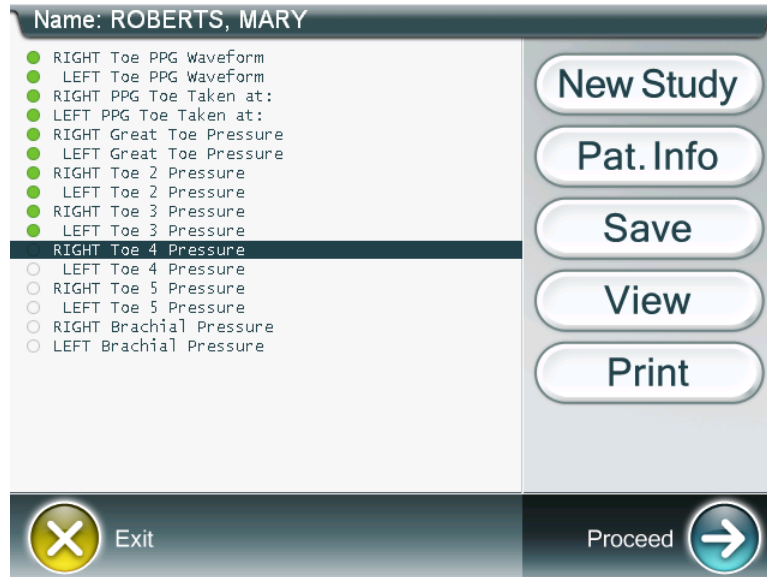 Name: ROBERTS, MARY
RIGHT Toe PPG Waveform
LEFT Toe PPG Waveform
RIGHT PPG Toe Taken at:
LEFT PPG Toe Taken at:
RIGHT Great Toe Pressure
LEFT Great Toe Pressure
RIGHT Toe 2 Pressure
LEFT Toe 2 Pressure
RIGHT Toe 3 Pressure
LEFT Toe 3 Pressure
RIGHT Toe 4 Pressure
LEFT Toe 4 Pressure
RIGHT Toe 5 Pressure
LEFT Toe 5 Pressure
RIGHT Brachial Pressure
LEFT Brachial Pressure
New Study
Pat. Info
Save
View
Print
Exit
Proceed